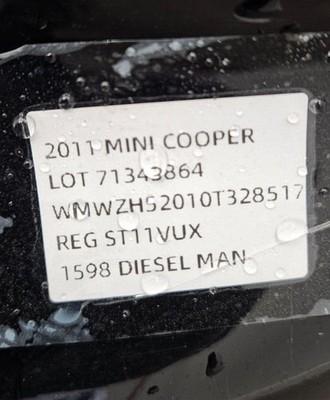 2011 MINI COOPER
LOT 71343864
WMWZH52010T328517
REG ST11VUX
1598 DIESEL MAN